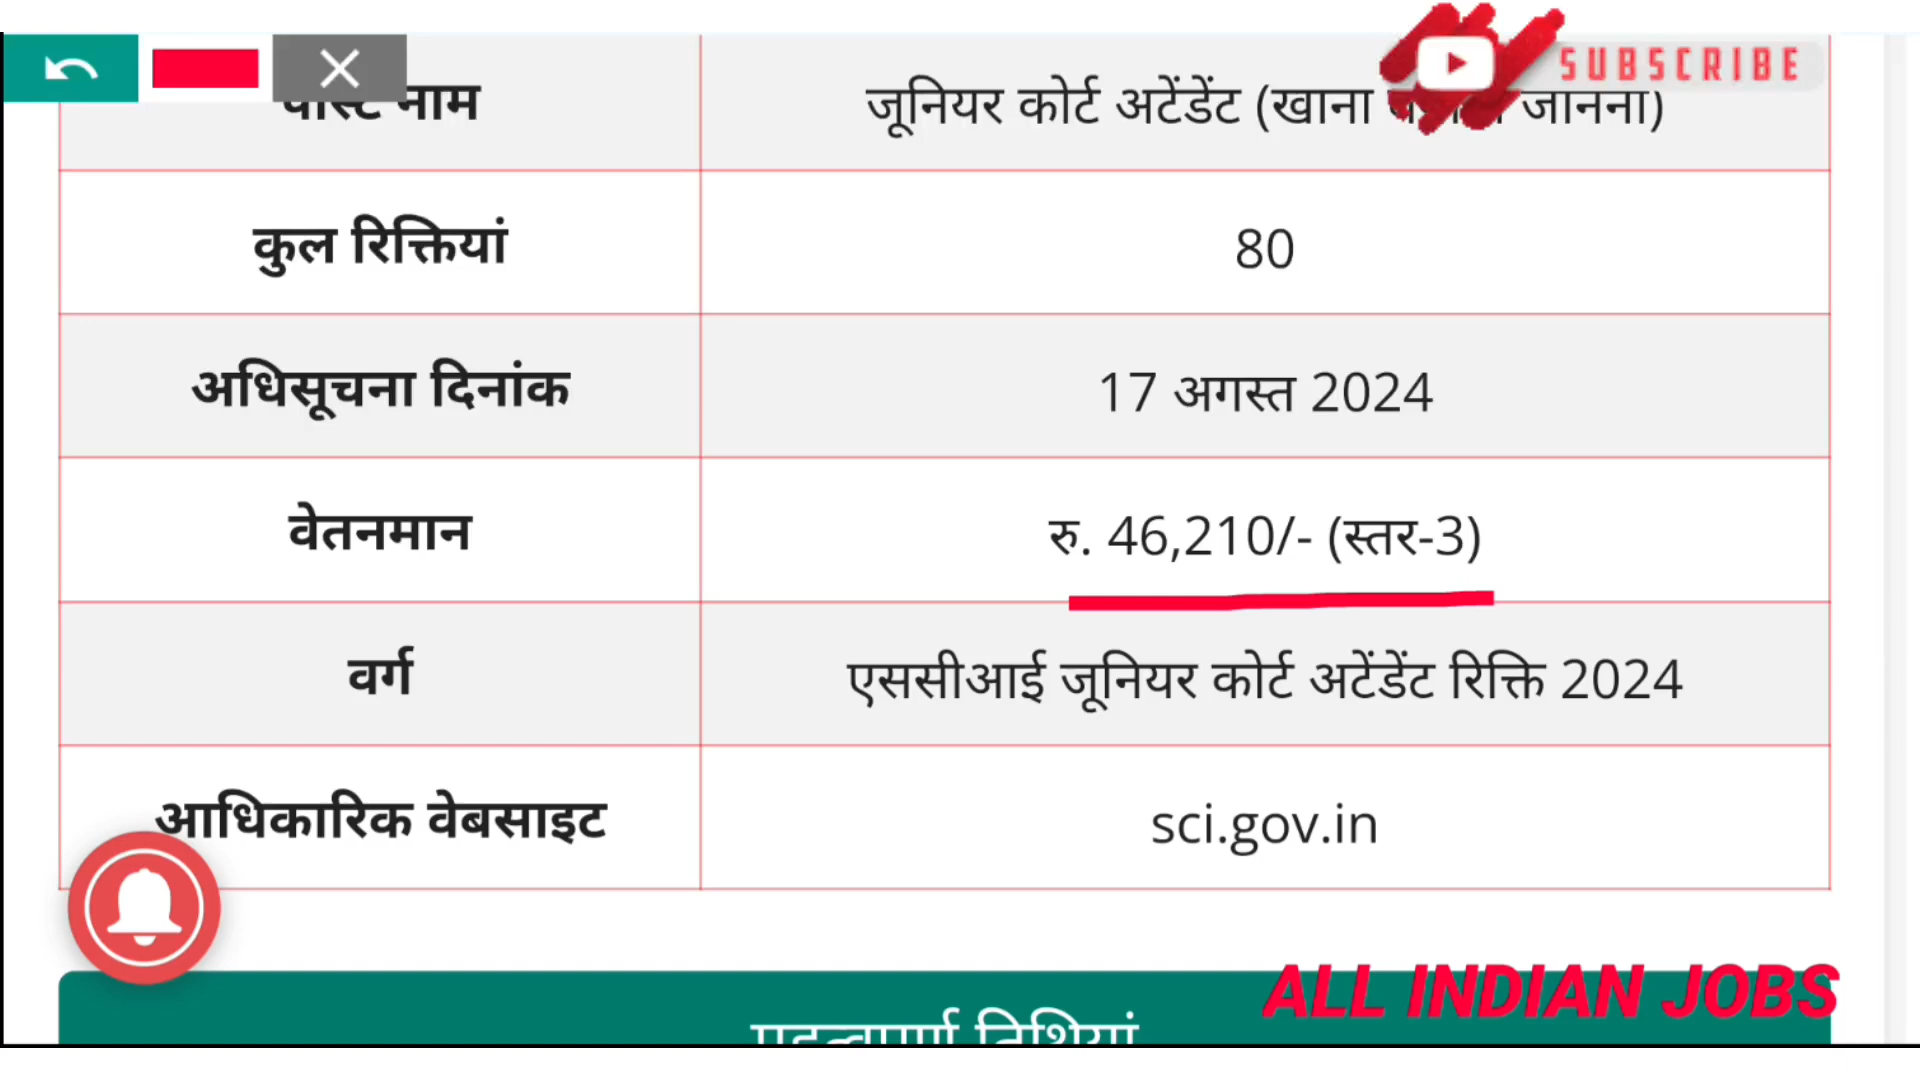 SUBSCRIBE
नाम
जूनियर कोर्ट अटेंडेंट (खाना जानना)
कुल रिक्तियां
80
अधिसूचना दिनांक
17 अगस्त 2024
वेतनमान
रु. 46,210/- (स्तर-3)
वर्ग
एससीआई जूनियर कोर्ट अटेंडेंट रिक्ति 2024
आधिकारिक वेबसाइट
sci.gov.in
ALL INDIAN JOBS